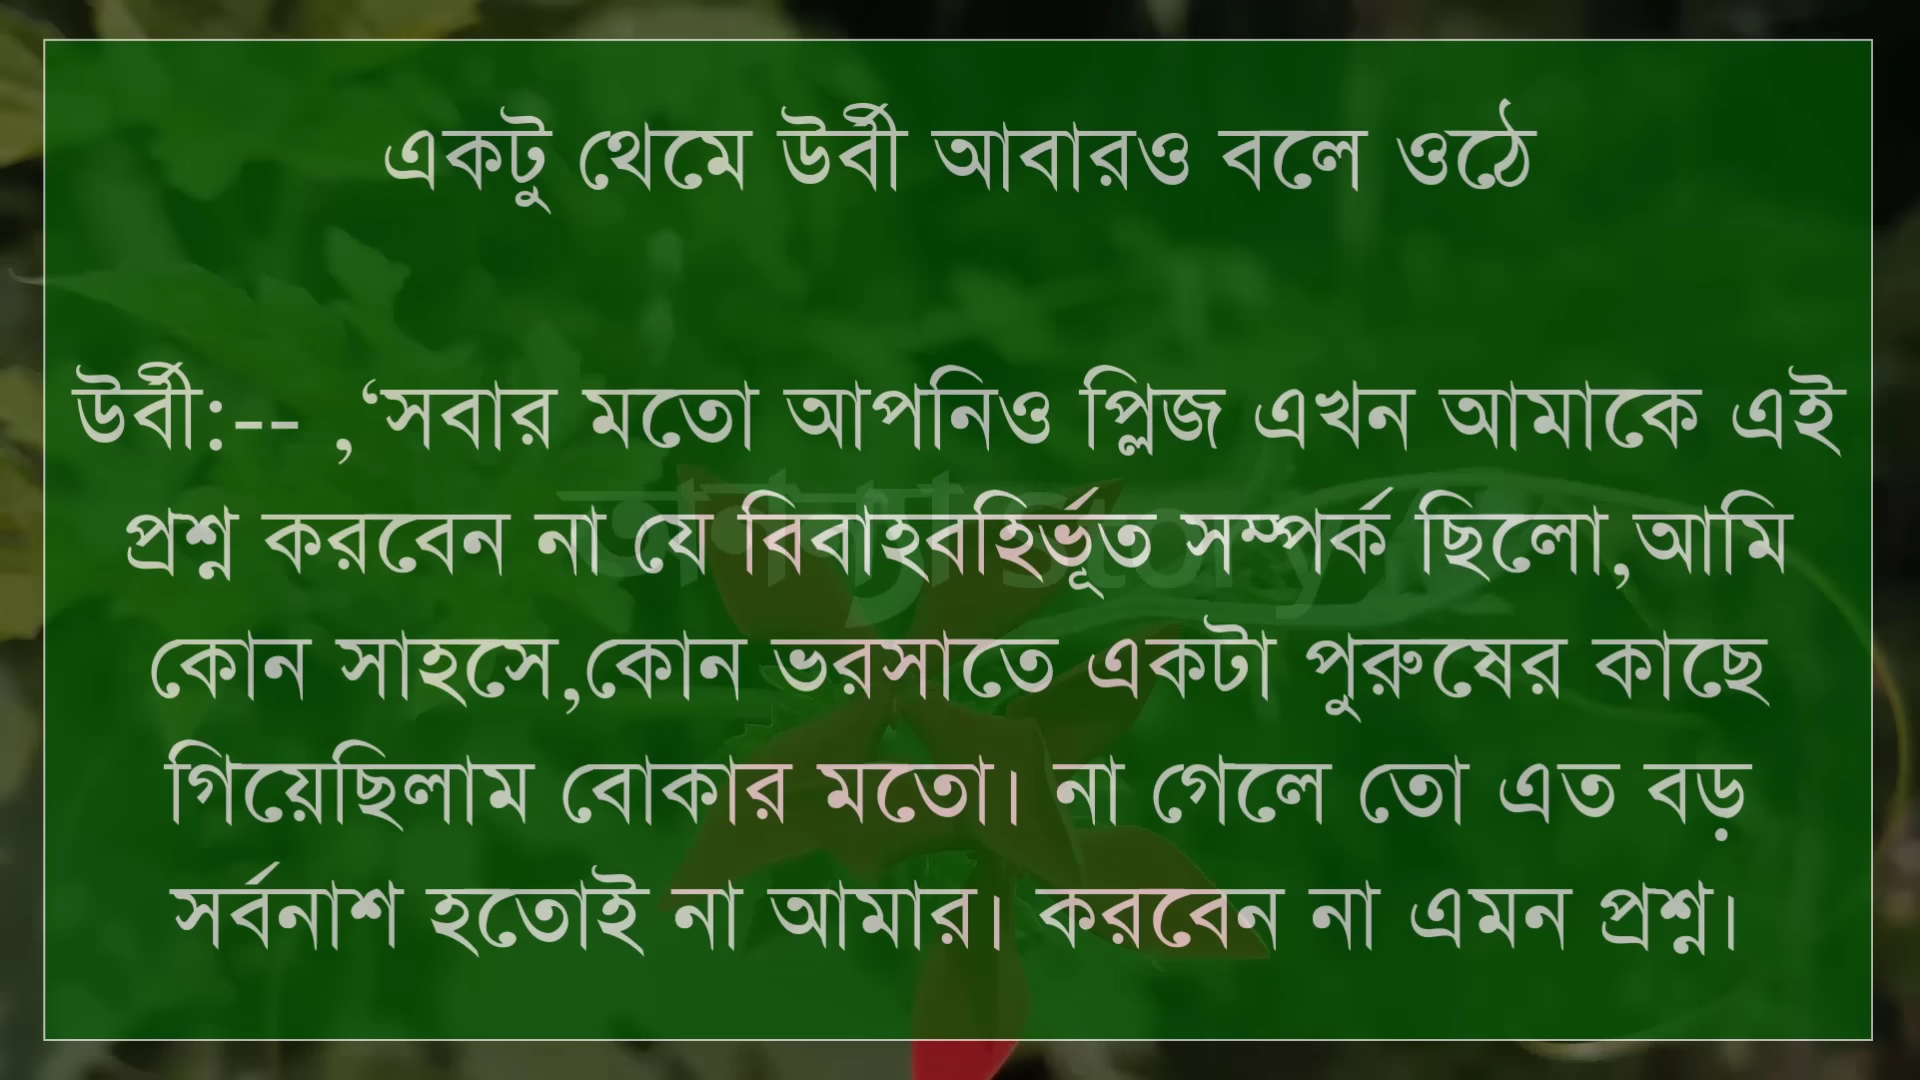 একটু থেমে উর্বী আবারও বলে ওঠে
উর্বী:-- ,‘সবার মতো আপনিও প্লিজ এখন আমাকে এই
প্রশ্ন করবেন না যে বিবাহবহির্ভূত সম্পর্ক ছিলো,আমি
কোন সাহসে,কোন ভরসাতে একটা পুরুষের কাছে
গিয়েছিলাম বোকার মতো। না গেলে তো এত বড়
সর্বনাশ হতোই না আমার। করবেন না এমন প্রশ্ন।